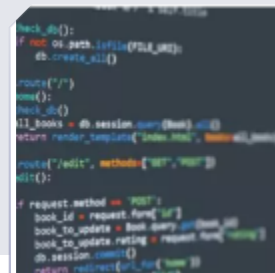 check_db():
if not os.path.isfile(FILE_URI):
db.create_all()
route("/")
home():
check_db()
all_books = db.session.query(Book).all()
return render_template("index.html",
route("/edit", methods=["GET", "POST"])
edit():
if request.method == 'POST':
book_id = request.form["id"]
book_to_update = Book.query.get(book_id)
book_to_update.rating = request.form["rating"]
db.session.commit()
return redirect(url_for('home'))